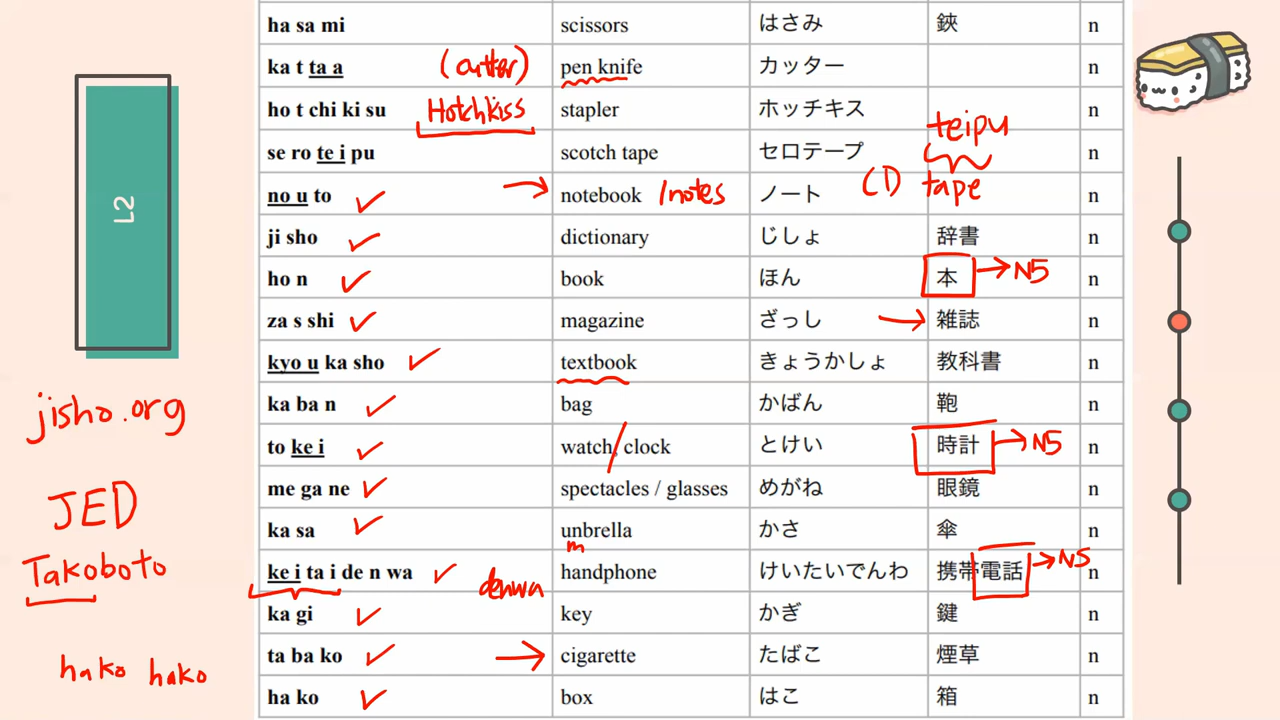 L2
ha sa mi scissors はさみ 鋏 n
ka t ta a (cutter) pen knife カッター n
ho t chi ki su Hotchkiss stapler ホッチキス n
teipu
se ro te i pu scotch tape セロテープ n
no u to notebook /notes ノート CD tape n
ji sho dictionary じしょ 辞書 n
ho n book ほん 本 N5 n
za s shi magazine ざっし 雑誌 n
kyo u ka sho textbook きょうかしょ 教科書 n
ka ba n bag かばん 鞄 n
to ke i watch / clock とけい 時計 N5 n
me ga ne spectacles / glasses めがね 眼鏡 n
ka sa unbrella かさ 傘 n
m
ke i ta i de n wa denwa handphone けいたいでんわ 携帯電話 N5 n
ka gi key かぎ 鍵 n
ta ba ko cigarette たばこ 煙草 n
ha ko box はこ 箱 n
jisho.org
JED
Takoboto
hako hako